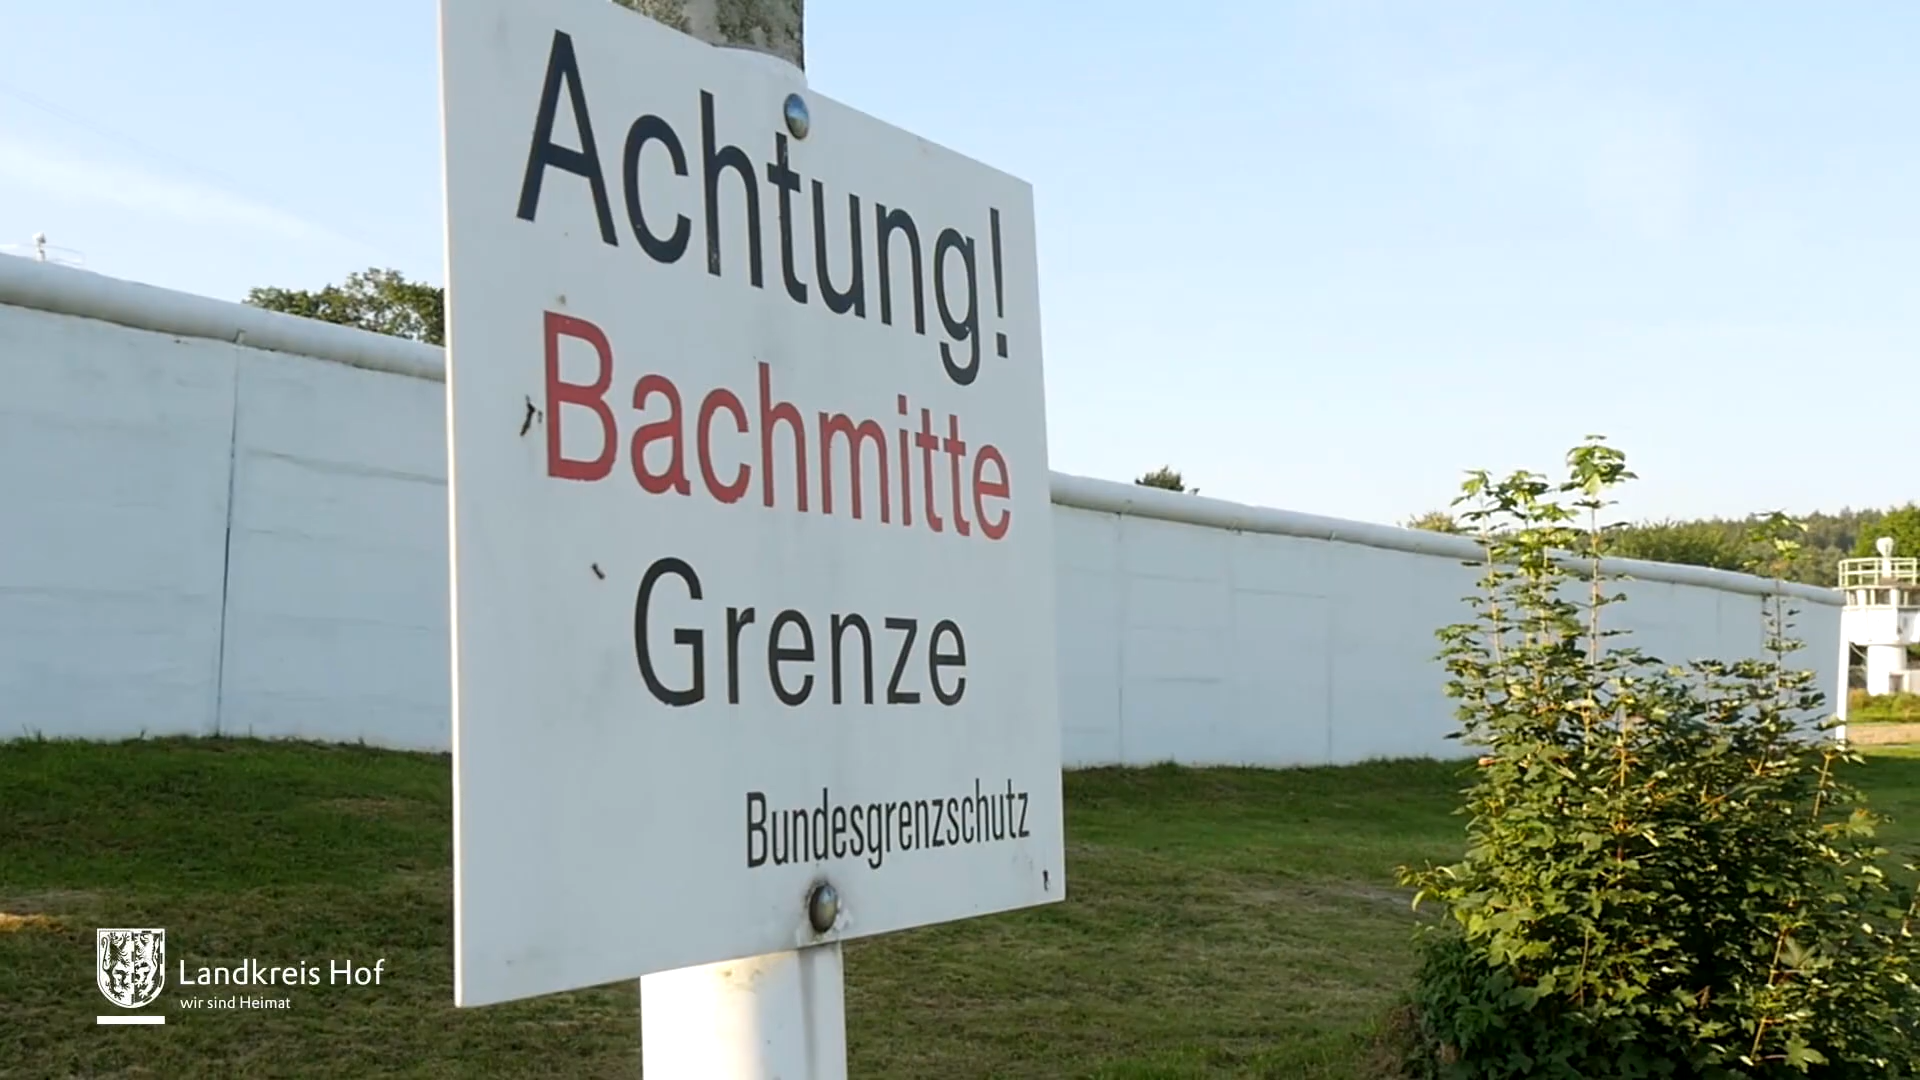 Achtung!
Bachmitte
Grenze
Bundesgrenzschutz
Landkreis Hof
wir sind Heimat